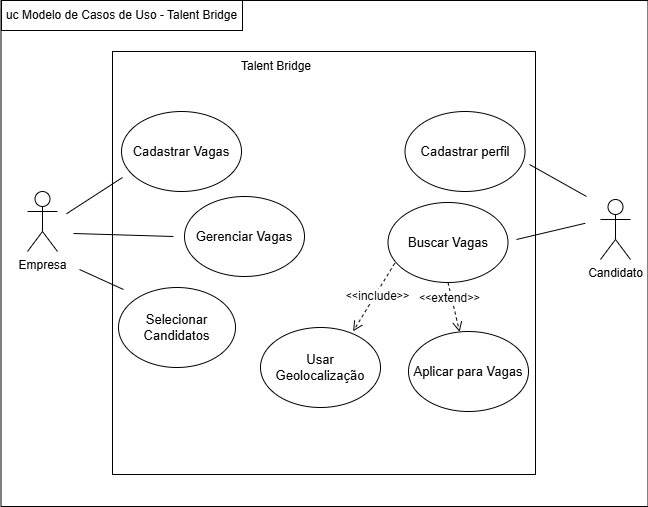 uc Modelo de Casos de Uso - Talent Bridge
Talent Bridge
Cadastrar Vagas
Cadastrar perfil
Gerenciar Vagas
Buscar Vagas
Empresa
Candidato
<<include>>
<<extend>>
Selecionar
Candidatos
Usar
Geolocalização
Aplicar para Vagas